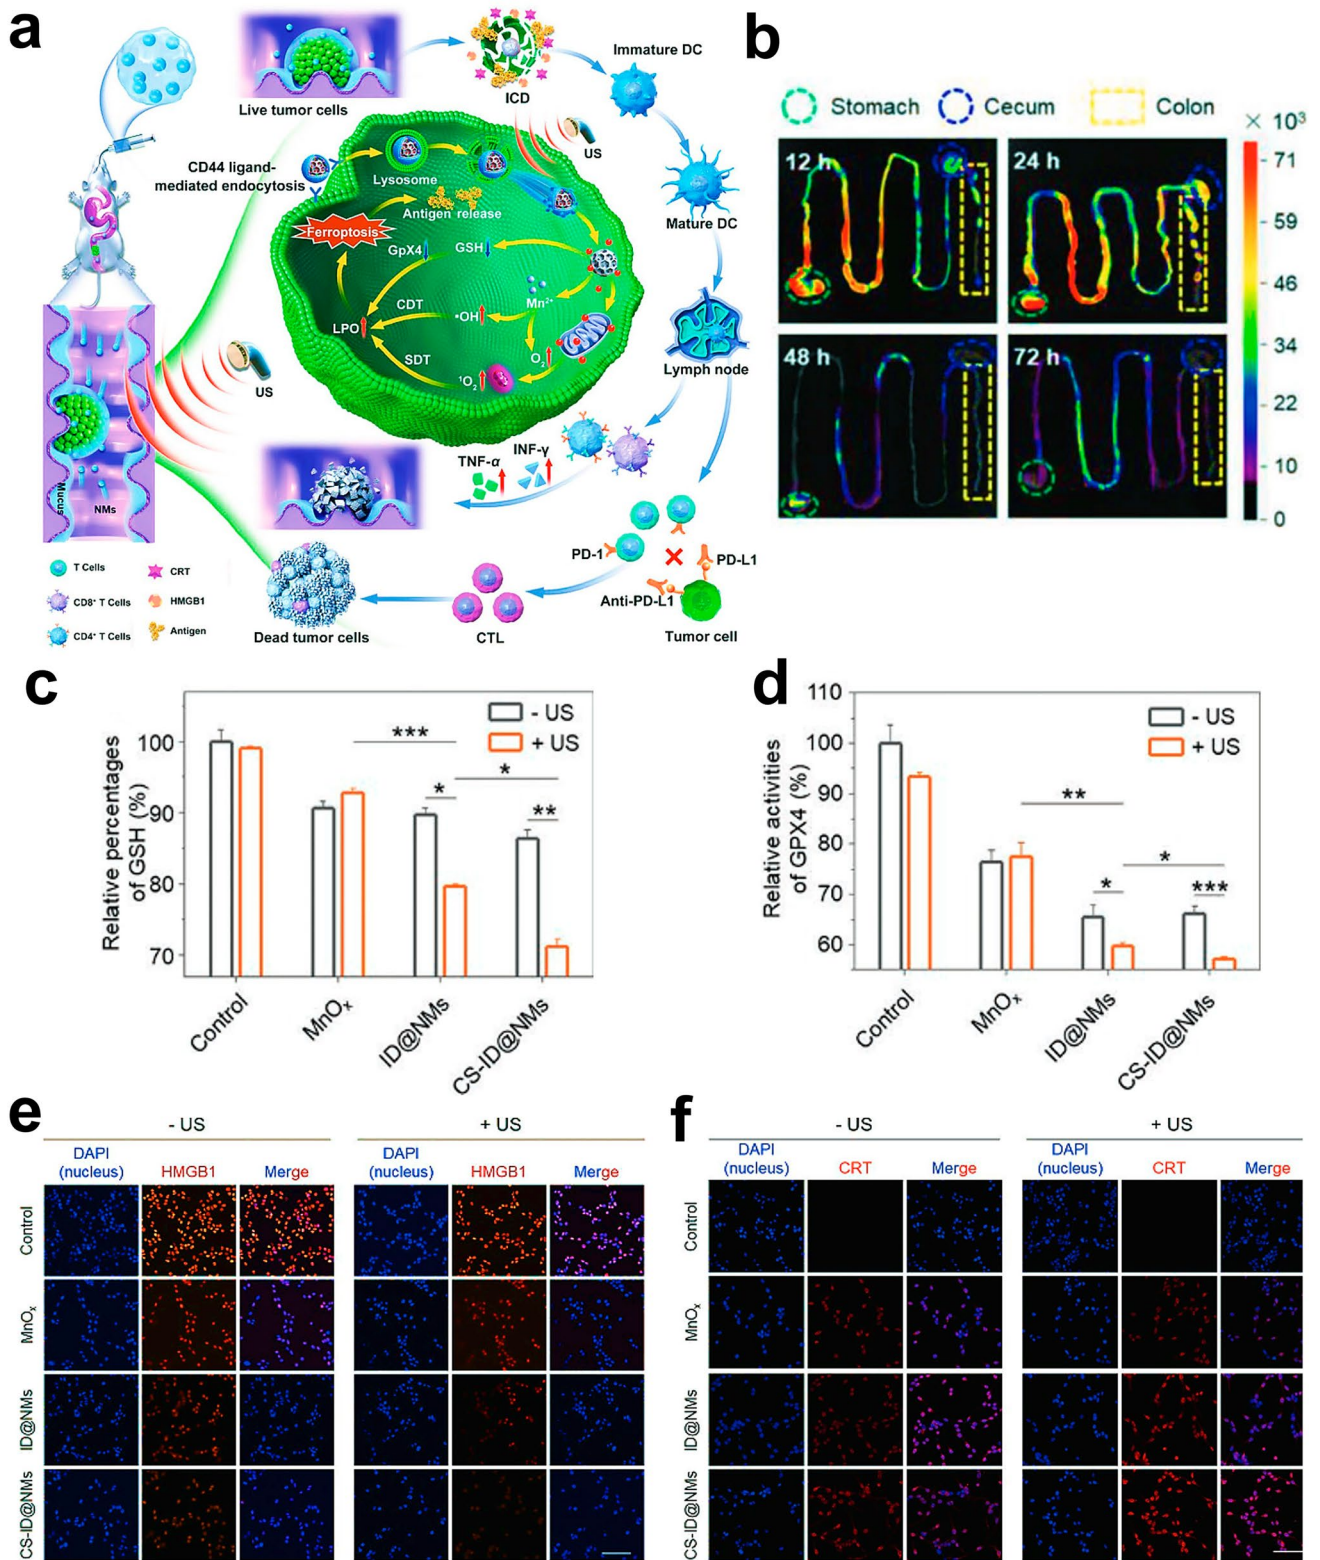 a
Live tumor cells
ICD
Immature DC
US
CD44 ligand-
mediated endocytosis
Lysosome
Antigen release
Mature DC
Ferroptosis
GpX4
GSH
Mn²⁺
CDT
•OH
LPO
SDT
O₂
¹O₂
US
Lymph node
TNF-α
INF-γ
Mucus
NMs
PD-1
PD-L1
Anti-PD-L1
T Cells
CRT
CD8⁺ T Cells
HMGB1
CD4⁺ T Cells
Antigen
Dead tumor cells
CTL
Tumor cell
b
Stomach
Cecum
Colon
× 10³
12 h
24 h
48 h
72 h
71
59
46
34
22
10
0
c
Relative percentages
of GSH (%)
100
90
80
70
- US
+ US
***
*
*
**
Control
MnOₓ
ID@NMs
CS-ID@NMs
d
Relative activities
of GPX4 (%)
110
100
90
80
70
60
- US
+ US
**
*
*
***
Control
MnOₓ
ID@NMs
CS-ID@NMs
e
- US
+ US
DAPI
(nucleus)
HMGB1
Merge
DAPI
(nucleus)
HMGB1
Merge
Control
MnOₓ
ID@NMs
CS-ID@NMs
f
- US
+ US
DAPI
(nucleus)
CRT
Merge
DAPI
(nucleus)
CRT
Merge
Control
MnOₓ
ID@NMs
CS-ID@NMs